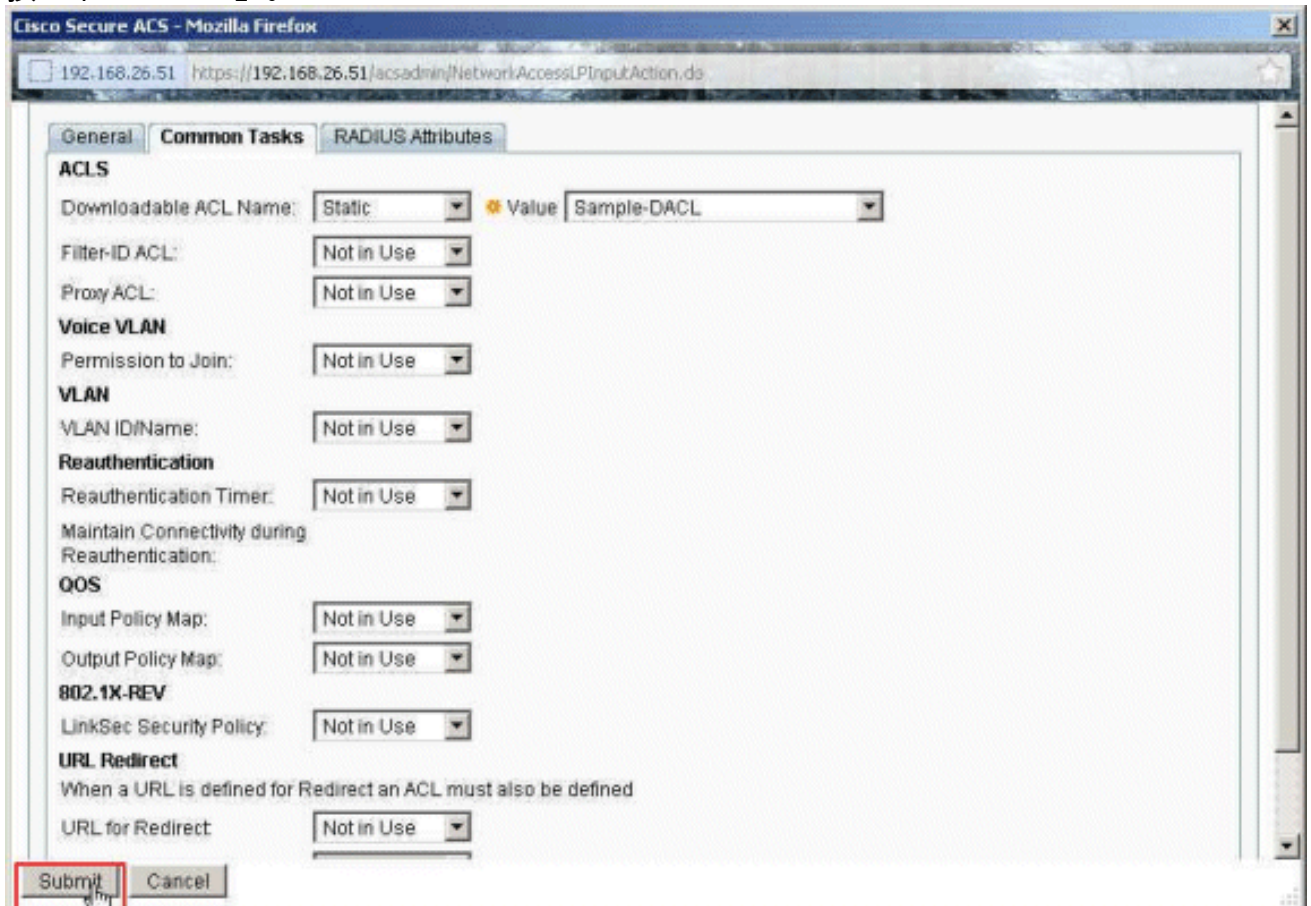 Cisco Secure ACS - Mozilla Firefox
192.168.26.51 https://192.168.26.51/acsadmin/NetworkAccessLPInputAction.do
General Common Tasks RADIUS Attributes
ACLS
Downloadable ACL Name: Static Value Sample-DACL
Filter-ID ACL: Not in Use
Proxy ACL: Not in Use
Voice VLAN
Permission to Join: Not in Use
VLAN
VLAN ID/Name: Not in Use
Reauthentication
Reauthentication Timer: Not in Use
Maintain Connectivity during
Reauthentication:
QOS
Input Policy Map: Not in Use
Output Policy Map: Not in Use
802.1X-REV
LinkSec Security Policy: Not in Use
URL Redirect
When a URL is defined for Redirect an ACL must also be defined
URL for Redirect Not in Use
Submit Cancel